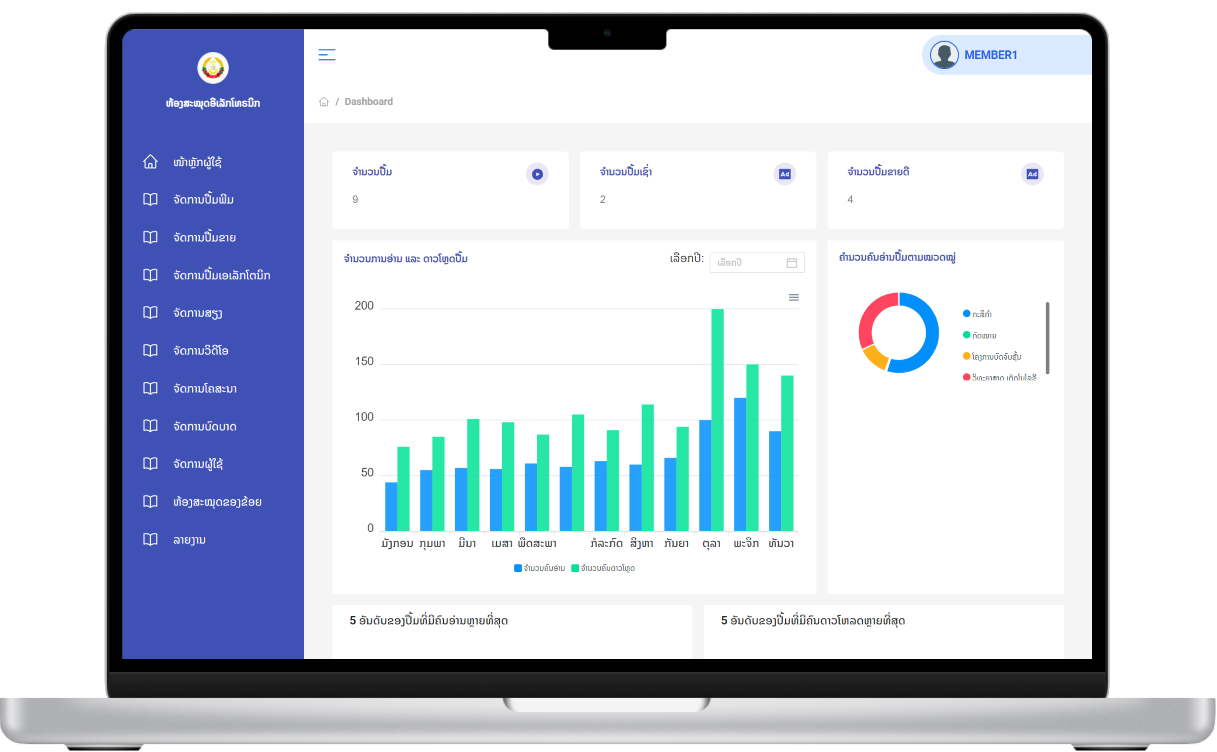 MEMBER1
ຫ້ອງສະໝຸດອີເລັກໂທຣນິກ
/ Dashboard
ໜ້າຫຼັກຜູ້ໃຊ້
ຈັດການປຶ້ມພິມ
ຈັດການປຶ້ມຂາຍ
ຈັດການປຶ້ມເອເລັກໂຕນິກ
ຈັດການສຽງ
ຈັດການວິດີໂອ
ຈັດການໂຄສະນາ
ຈັດການບົດບາດ
ຈັດການຜູ້ໃຊ້
ຫ້ອງສະໝຸດຂອງຂ້ອຍ
ລາຍງານ
ຈຳນວນປຶ້ມ
9
ຈຳນວນປຶ້ມເຊົ່າ
Ad
2
ຈຳນວນປຶ້ມຂາຍດີ
Ad
4
ຈຳນວນການອ່ານ ແລະ ດາວໂຫຼດປຶ້ມ
ເລືອກປີ:
ເລືອກປີ
200
150
100
50
0
ມັງກອນ ກຸມພາ ມີນາ ເມສາ ພຶດສະພາ ກໍລະກົດ ສິງຫາ ກັນຍາ ຕຸລາ ພະຈິກ ທັນວາ
ຈຳນວນຄົນອ່ານ ຈຳນວນຄົນດາວໂຫຼດ
ຄຳນວນຄົນອ່ານປຶ້ມຕາມໝວດໝູ່
ກະສິກຳ
ກົດໝາຍ
ໂຄງການບົດຈົບຊັ້ນ
ວິທະຍາສາດ ເຕັກໂນໂລຊີ
5 ອັນດັບຂອງປຶ້ມທີ່ມີຄົນອ່ານຫຼາຍທີ່ສຸດ
5 ອັນດັບຂອງປຶ້ມທີ່ມີຄົນດາວໂຫລດຫຼາຍທີ່ສຸດ